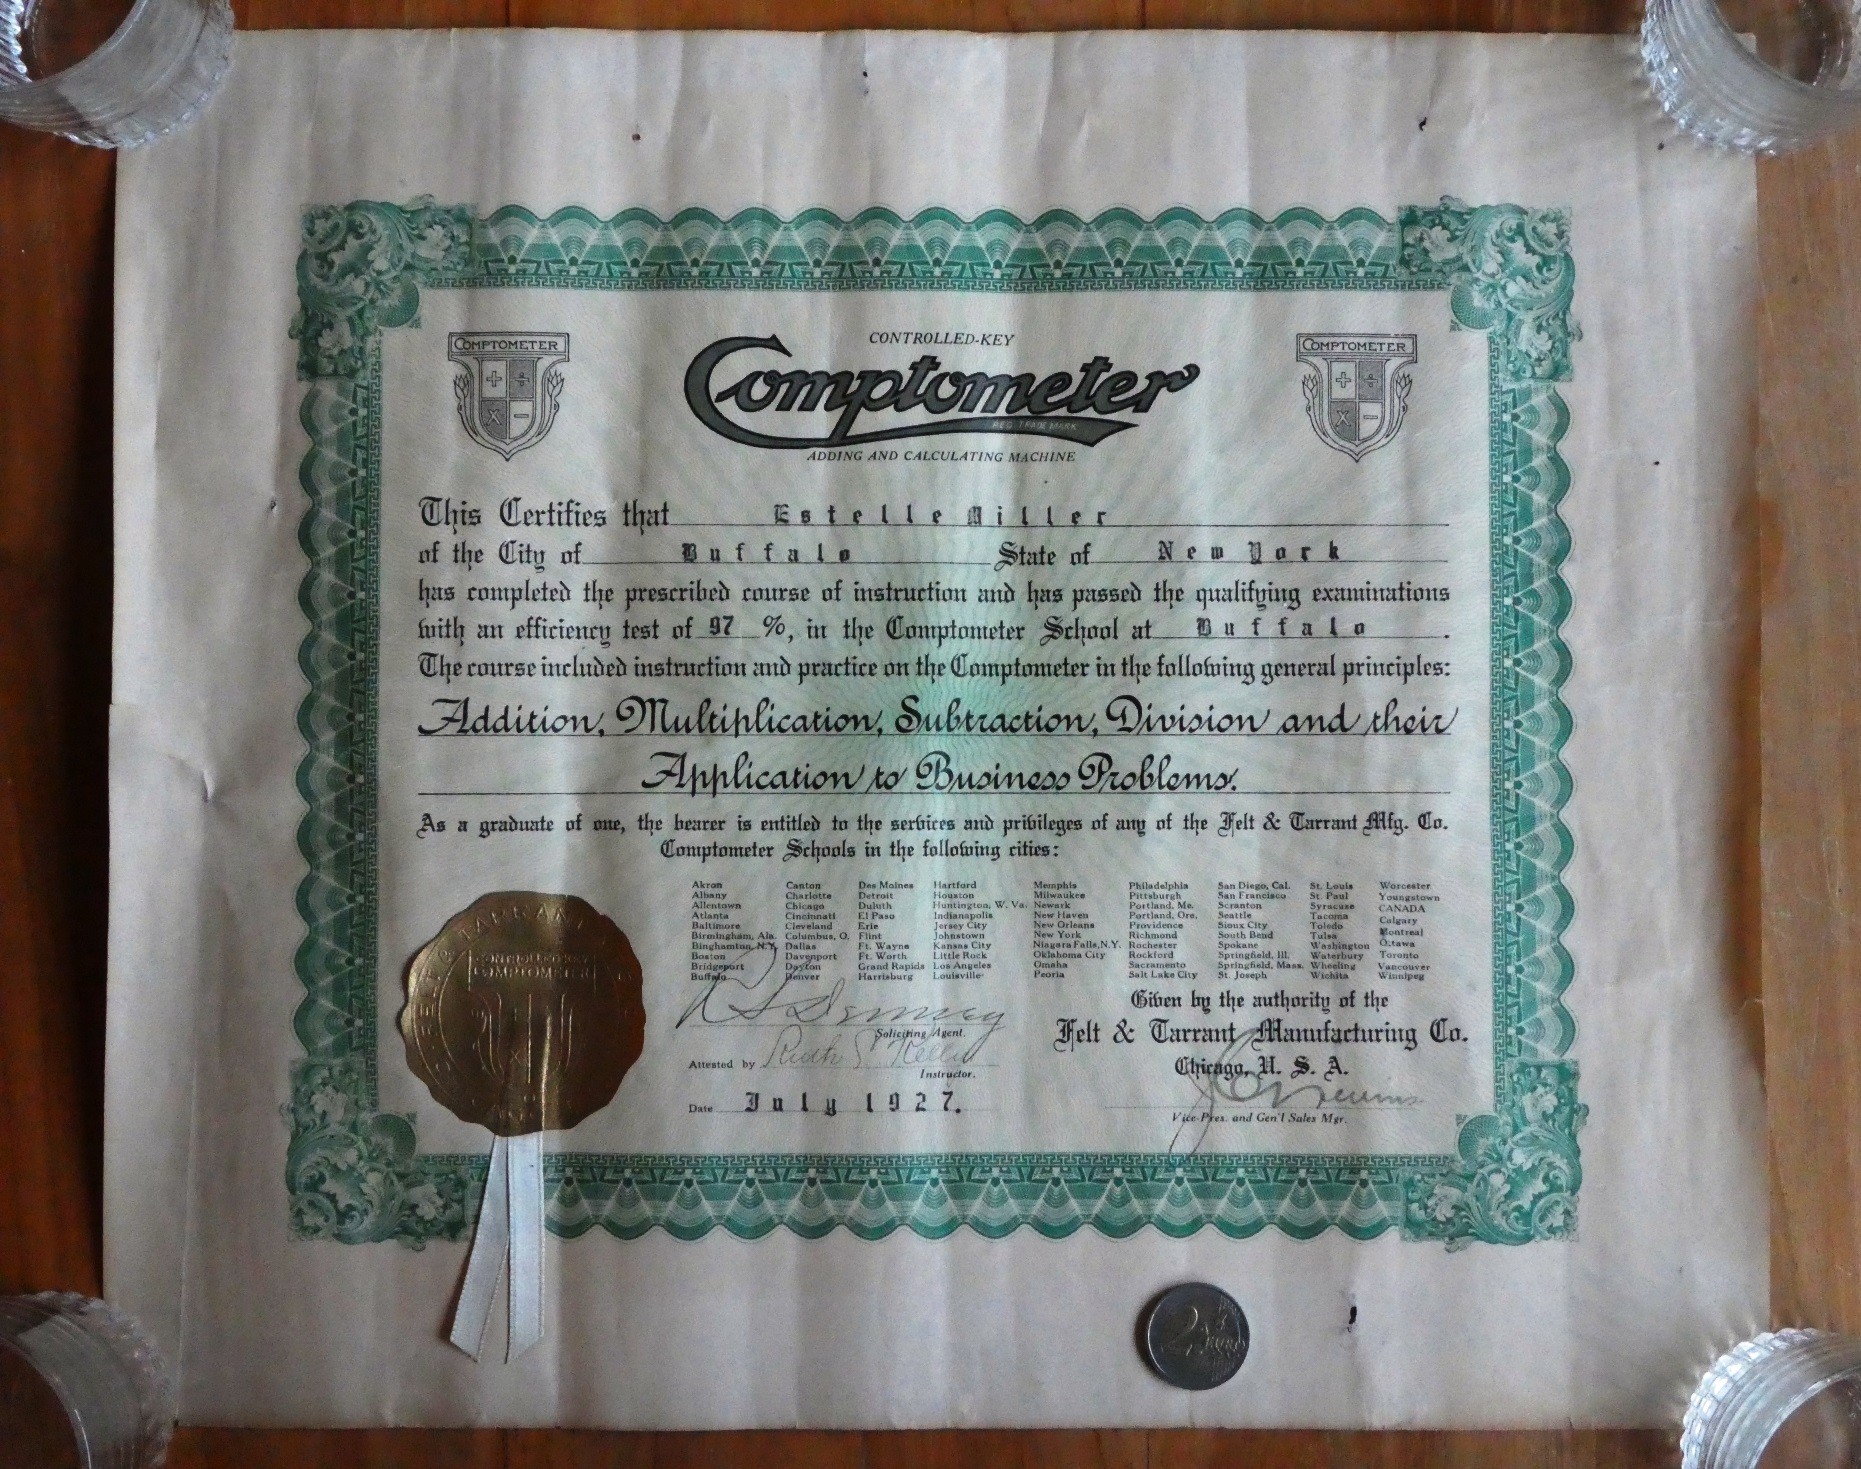 COMPTOMETER
+ ÷
X −
CONTROLLED-KEY
Comptometer
REG. TRADE MARK
ADDING AND CALCULATING MACHINE
COMPTOMETER
+ ÷
X −
This Certifies that Estelle Miller
of the City of Buffalo State of New York
has completed the prescribed course of instruction and has passed the qualifying examinations
with an efficiency test of 97 %, in the Comptometer School at Buffalo.
The course included instruction and practice on the Comptometer in the following general principles:
Addition, Multiplication, Subtraction, Division and their
Application to Business Problems.
As a graduate of one, the bearer is entitled to the services and privileges of any of the Felt & Tarrant Mfg. Co.
Comptometer Schools in the following cities:
Akron Canton Des Moines Hartford Memphis Philadelphia San Diego, Cal. St. Louis Worcester
Albany Charlotte Detroit Houston Milwaukee Pittsburgh San Francisco St. Paul Youngstown
Allentown Chicago Duluth Huntington, W. Va. Newark Portland, Me. Scranton Syracuse CANADA
Atlanta Cincinnati El Paso Indianapolis New Haven Portland, Ore. Seattle Tacoma Calgary
Baltimore Cleveland Erie Jersey City New Orleans Providence Sioux City Toledo Montreal
Birmingham, Ala. Columbus, O. Flint Johnstown New York Richmond South Bend Tulsa Ottawa
Binghamton, N.Y. Dallas Ft. Wayne Kansas City Niagara Falls, N.Y. Rochester Spokane Washington Toronto
Boston Davenport Ft. Worth Little Rock Oklahoma City Rockford Springfield, Ill. Waterbury Vancouver
Bridgeport Dayton Grand Rapids Los Angeles Omaha Sacramento Springfield, Mass. Wheeling Winnipeg
Buffalo Denver Harrisburg Louisville Peoria Salt Lake City St. Joseph Wichita
FELT & TARRANT
CONTROLLED-KEY
COMPTOMETER
Soliciting Agent.
Attested by Ruth S Kelly
Instructor.
Date July 1927.
Given by the authority of the
Felt & Tarrant Manufacturing Co.
Chicago, U. S. A.
Vice-Pres. and Gen'l Sales Mgr.
2 EURO